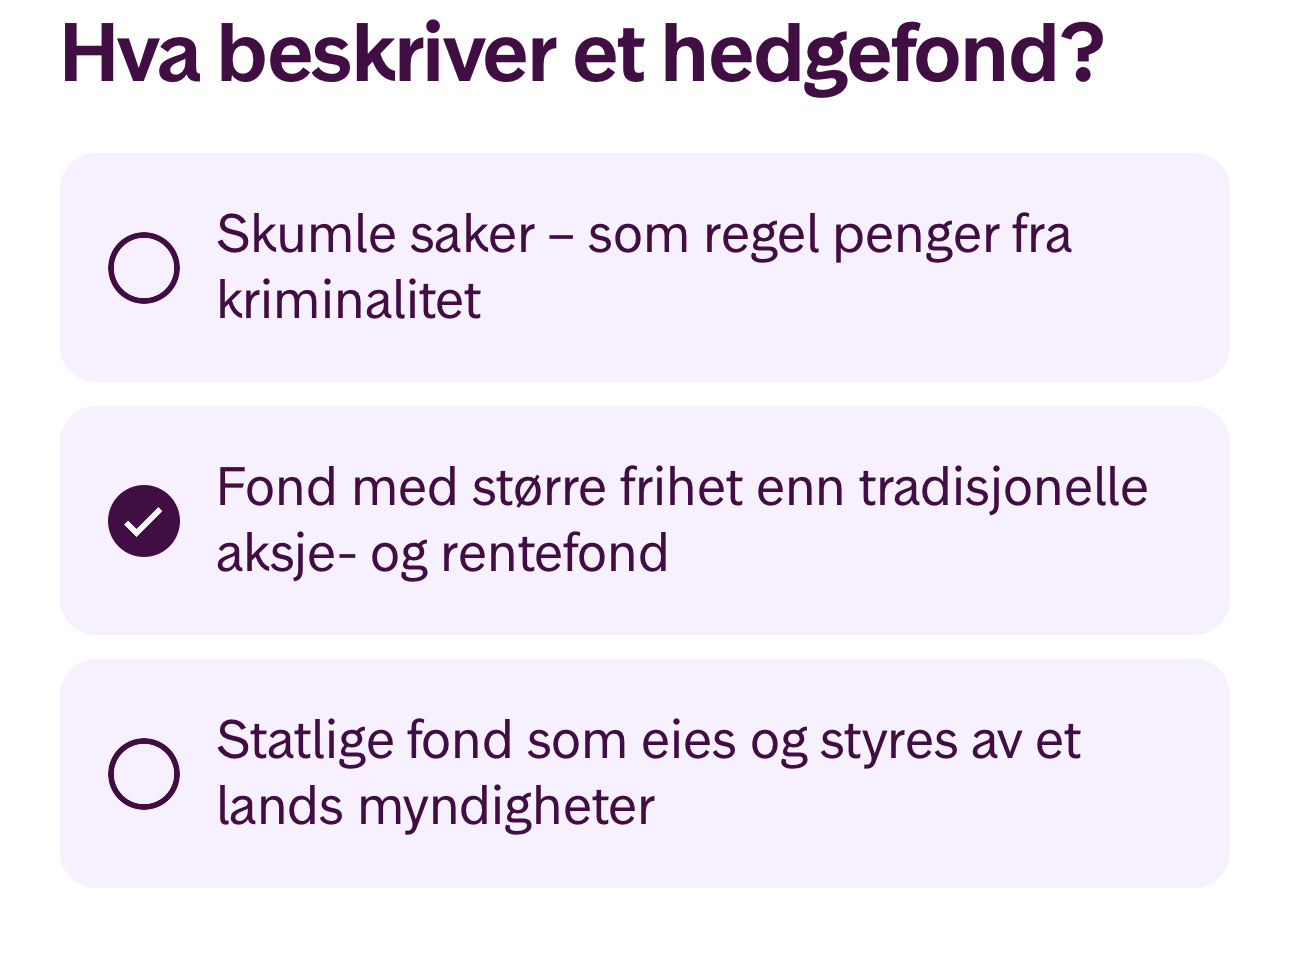 Hva beskriver et hedgefond?
Skumle saker – som regel penger fra
kriminalitet
Fond med større frihet enn tradisjonelle
aksje- og rentefond
Statlige fond som eies og styres av et
lands myndigheter